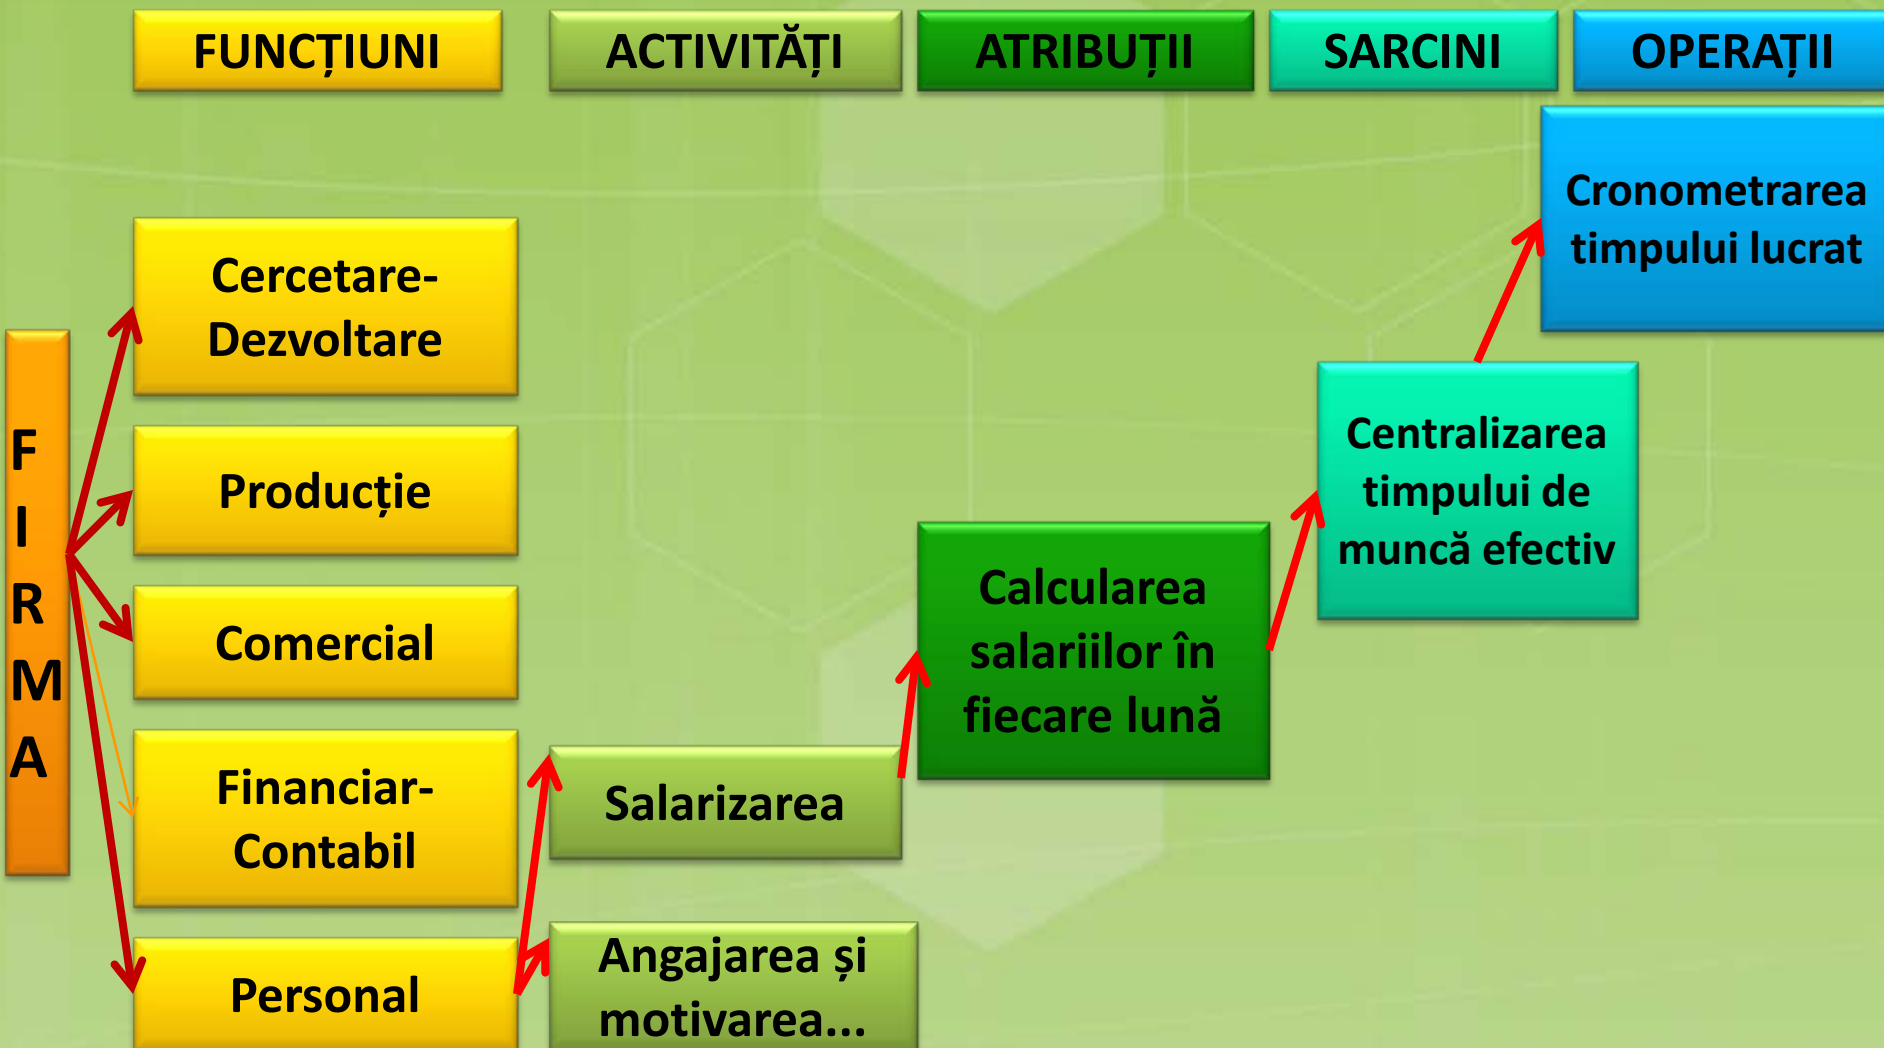 FUNCȚIUNI
ACTIVITĂȚI
ATRIBUȚII
SARCINI
OPERAȚII
F
I
R
M
A
Cercetare-
Dezvoltare
Producție
Comercial
Financiar-
Contabil
Personal
Salarizarea
Angajarea și
motivarea...
Calcularea
salariilor în
fiecare lună
Centralizarea
timpului de
muncă efectiv
Cronometrarea
timpului lucrat